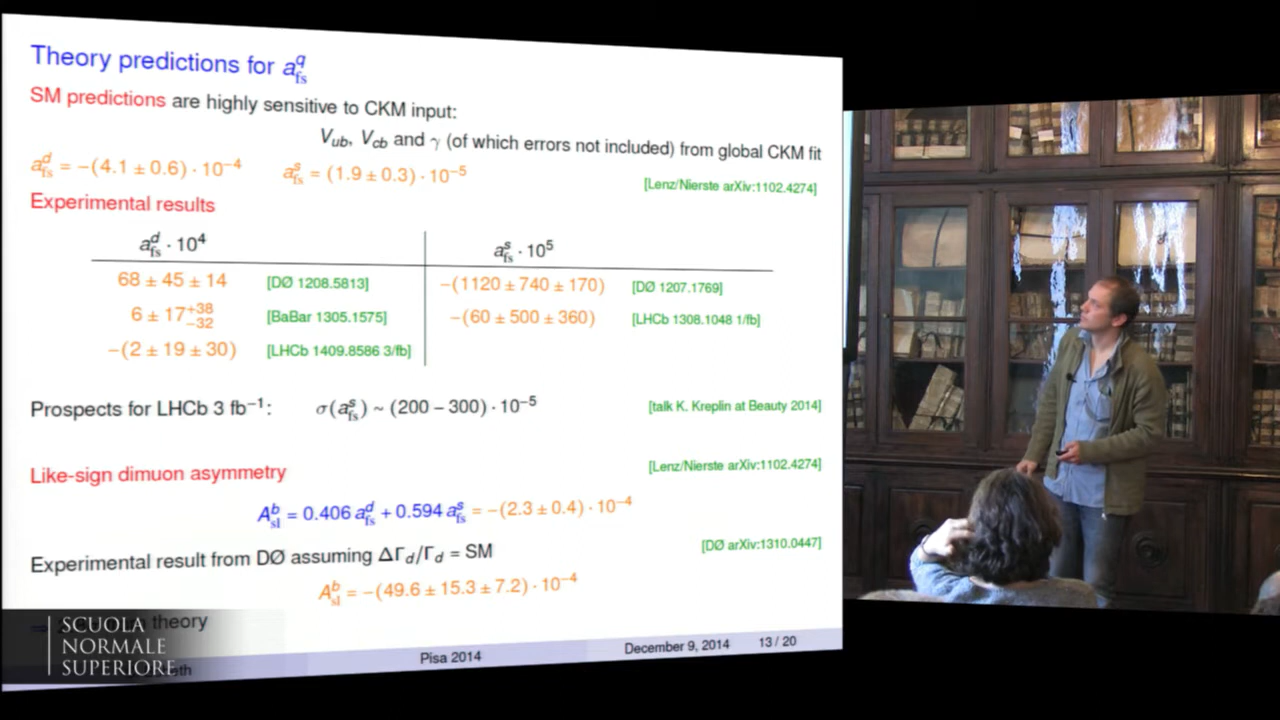 Theory predictions for a^q_fs
SM predictions are highly sensitive to CKM input:
V_ub, V_cb and γ (of which errors not included) from global CKM fit
a^d_fs = −(4.1 ± 0.6) · 10^−4 a^s_fs = (1.9 ± 0.3) · 10^−5 [Lenz/Nierste arXiv:1102.4274]
Experimental results
a^d_fs · 10^4 a^s_fs · 10^5
68 ± 45 ± 14 [DØ 1208.5813] −(1120 ± 740 ± 170) [DØ 1207.1769]
6 ± 17^+38_−32 [BaBar 1305.1575] −(60 ± 500 ± 360) [LHCb 1308.1048 1/fb]
−(2 ± 19 ± 30) [LHCb 1409.8586 3/fb]
Prospects for LHCb 3 fb^−1: σ(a^s_fs) ~ (200 − 300) · 10^−5 [talk K. Kreplin at Beauty 2014]
Like-sign dimuon asymmetry [Lenz/Nierste arXiv:1102.4274]
A^b_sl = 0.406 a^d_fs + 0.594 a^s_fs = −(2.3 ± 0.4) · 10^−4
Experimental result from DØ assuming ΔΓ_d/Γ_d = SM [DØ arXiv:1310.0447]
A^b_sl = −(49.6 ± 15.3 ± 7.2) · 10^−4
theory
Pisa 2014 December 9, 2014 13 / 20
SCUOLA
NORMALE
SUPERIORE